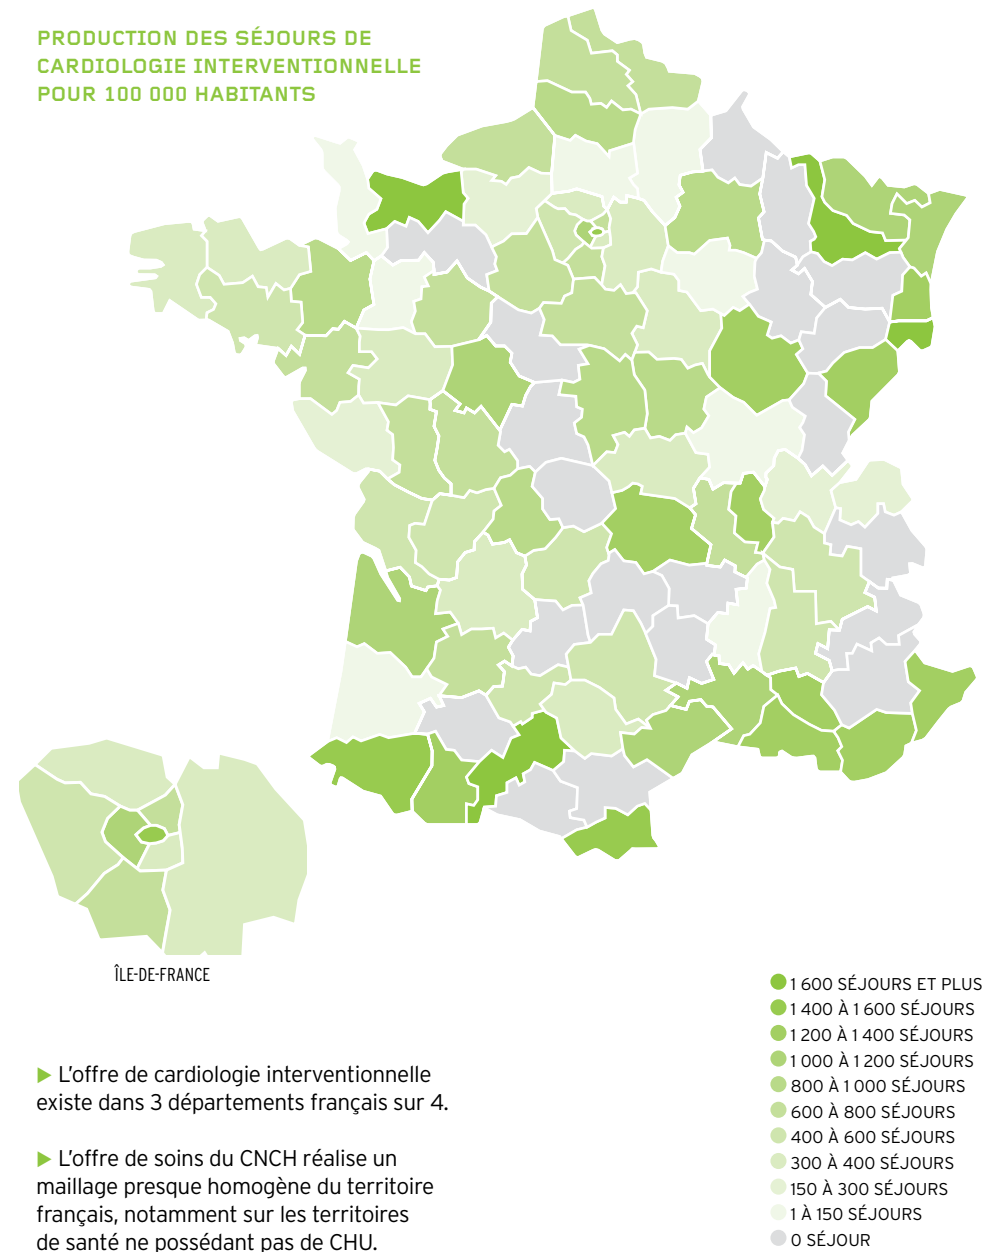 PRODUCTION DES SÉJOURS DE
CARDIOLOGIE INTERVENTIONNELLE
POUR 100 000 HABITANTS
ÎLE-DE-FRANCE
1 600 SÉJOURS ET PLUS
1 400 À 1 600 SÉJOURS
1 200 À 1 400 SÉJOURS
1 000 À 1 200 SÉJOURS
800 À 1 000 SÉJOURS
600 À 800 SÉJOURS
400 À 600 SÉJOURS
300 À 400 SÉJOURS
150 À 300 SÉJOURS
1 À 150 SÉJOURS
0 SÉJOUR
▶ L'offre de cardiologie interventionnelle
existe dans 3 départements français sur 4.
▶ L'offre de soins du CNCH réalise un
maillage presque homogène du territoire
français, notamment sur les territoires
de santé ne possédant pas de CHU.